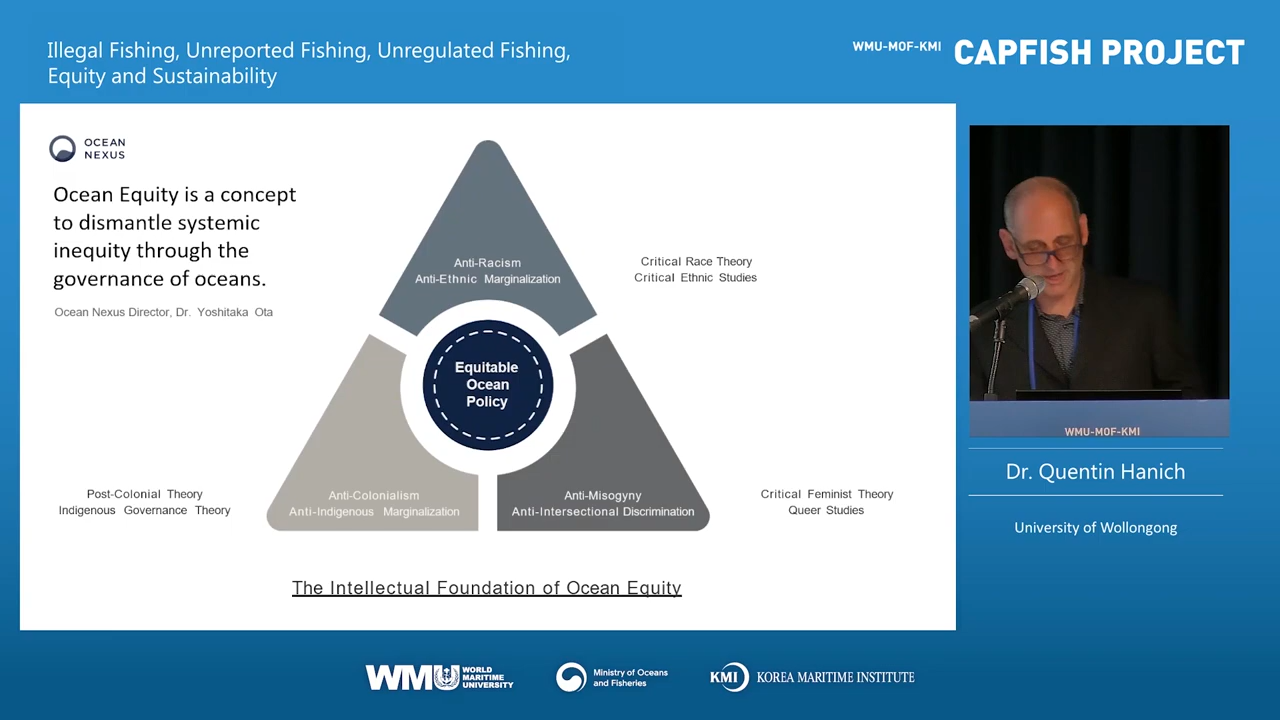 Illegal Fishing, Unreported Fishing, Unregulated Fishing,
Equity and Sustainability
WMU-MOF-KMI CAPFISH PROJECT
OCEAN
NEXUS
Ocean Equity is a concept
to dismantle systemic
inequity through the
governance of oceans.
Ocean Nexus Director, Dr. Yoshitaka Ota
Anti-Racism
Anti-Ethnic Marginalization
Critical Race Theory
Critical Ethnic Studies
Equitable
Ocean
Policy
Post-Colonial Theory
Indigenous Governance Theory
Anti-Colonialism
Anti-Indigenous Marginalization
Anti-Misogyny
Anti-Intersectional Discrimination
Critical Feminist Theory
Queer Studies
The Intellectual Foundation of Ocean Equity
WMU-MOF-KMI
Dr. Quentin Hanich
University of Wollongong
WMU WORLD
MARITIME
UNIVERSITY
Ministry of Oceans
and Fisheries
KMI KOREA MARITIME INSTITUTE